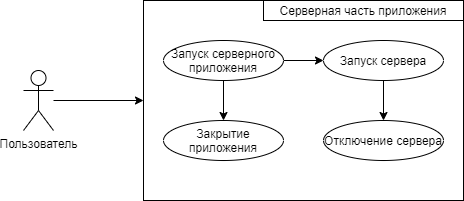 Серверная часть приложения
Запуск серверного
приложения
Запуск сервера
Пользователь
Закрытие
приложения
Отключение сервера